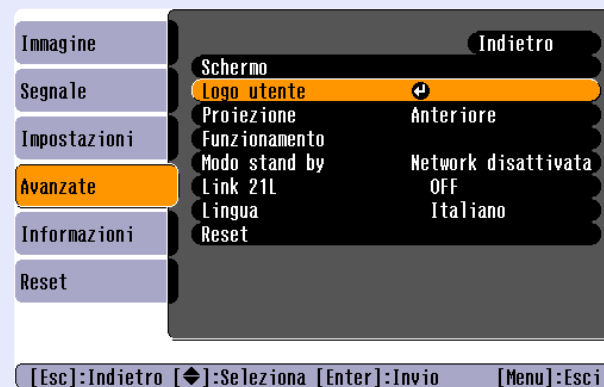 Immagine
Segnale
Impostazioni
Avanzate
Informazioni
Reset
Indietro
Schermo
Logo utente
Proiezione Anteriore
Funzionamento
Modo stand by Network disattivata
Link 21L OFF
Lingua Italiano
Reset
[Esc]:Indietro [◆]:Seleziona [Enter]:Invio [Menu]:Esci